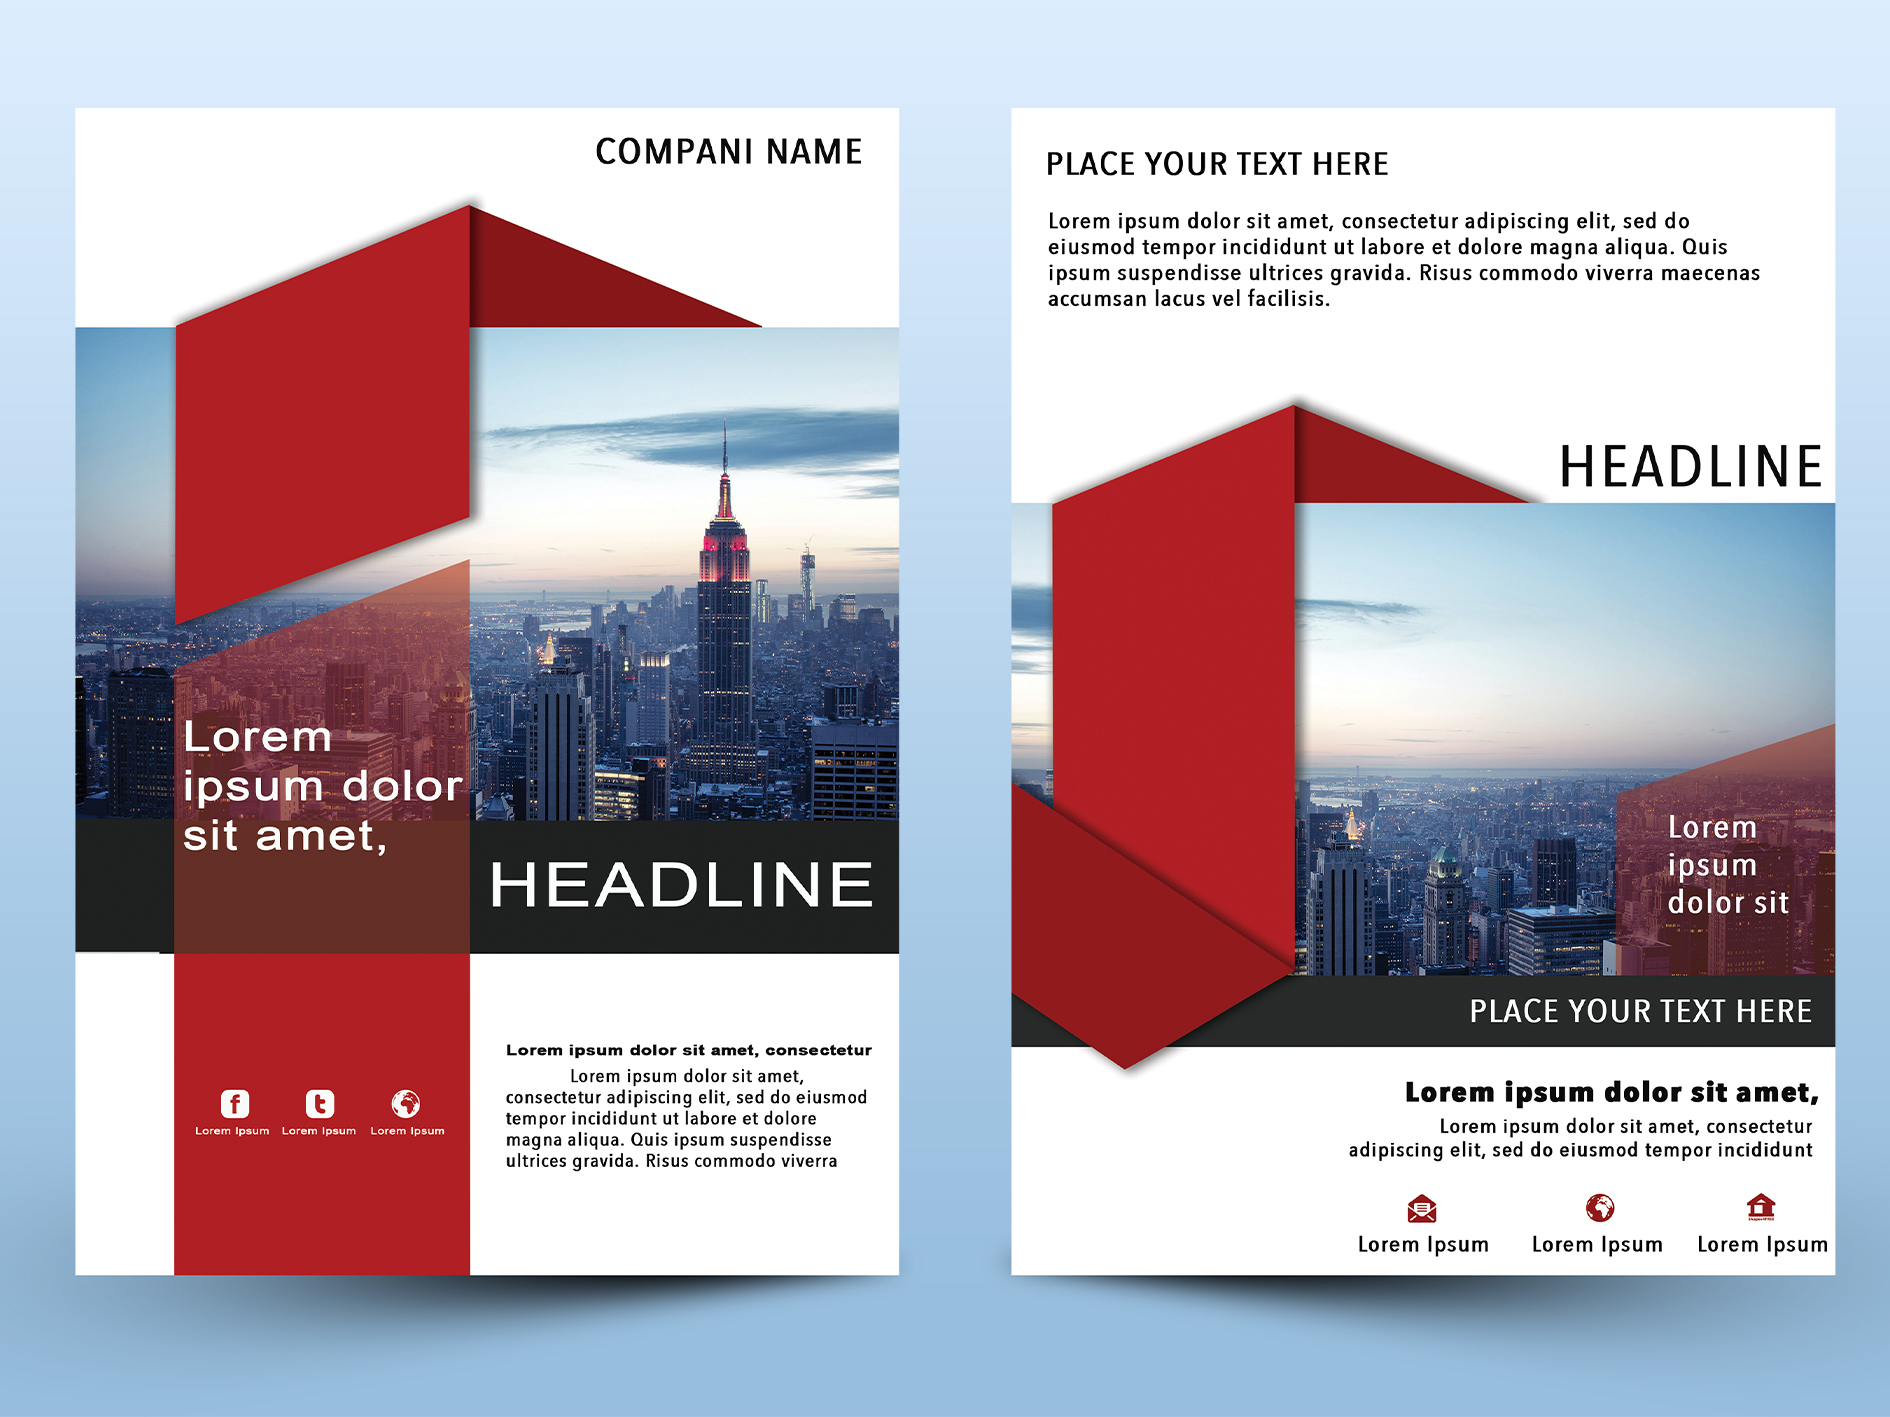 COMPANI NAME
Lorem
ipsum dolor
sit amet,
HEADLINE
Lorem ipsum dolor sit amet, consectetur
Lorem ipsum dolor sit amet,
consectetur adipiscing elit, sed do eiusmod
tempor incididunt ut labore et dolore
magna aliqua. Quis ipsum suspendisse
ultrices gravida. Risus commodo viverra
Lorem Ipsum Lorem Ipsum Lorem Ipsum
PLACE YOUR TEXT HERE
Lorem ipsum dolor sit amet, consectetur adipiscing elit, sed do
eiusmod tempor incididunt ut labore et dolore magna aliqua. Quis
ipsum suspendisse ultrices gravida. Risus commodo viverra maecenas
accumsan lacus vel facilisis.
HEADLINE
Lorem
ipsum
dolor sit
PLACE YOUR TEXT HERE
Lorem ipsum dolor sit amet,
Lorem ipsum dolor sit amet, consectetur
adipiscing elit, sed do eiusmod tempor incididunt
Lorem Ipsum Lorem Ipsum Lorem Ipsum